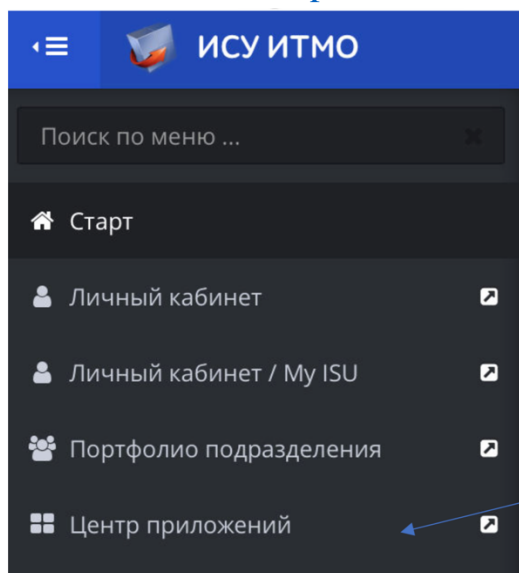 ИСУ ИТМО
Поиск по меню ...
Старт
Личный кабинет
Личный кабинет / My ISU
Портфолио подразделения
Центр приложений